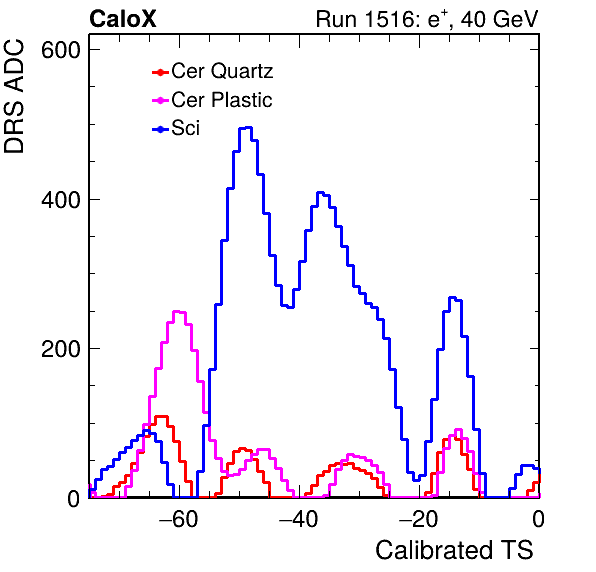 CaloX Run 1516: e⁺, 40 GeV
DRS ADC
600
400
200
0
Cer Quartz
Cer Plastic
Sci
−60 −40 −20 0
Calibrated TS